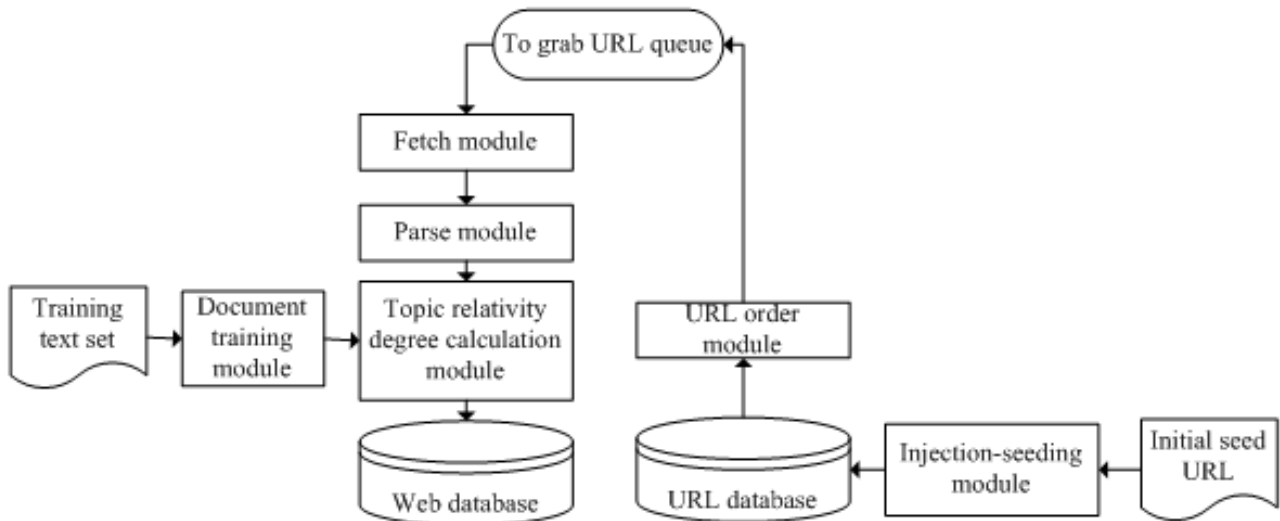 To grab URL queue
Fetch module
Parse module
Training
text set
Document
training
module
Topic relativity
degree calculation
module
URL order
module
Web database
URL database
Injection-seeding
module
Initial seed
URL